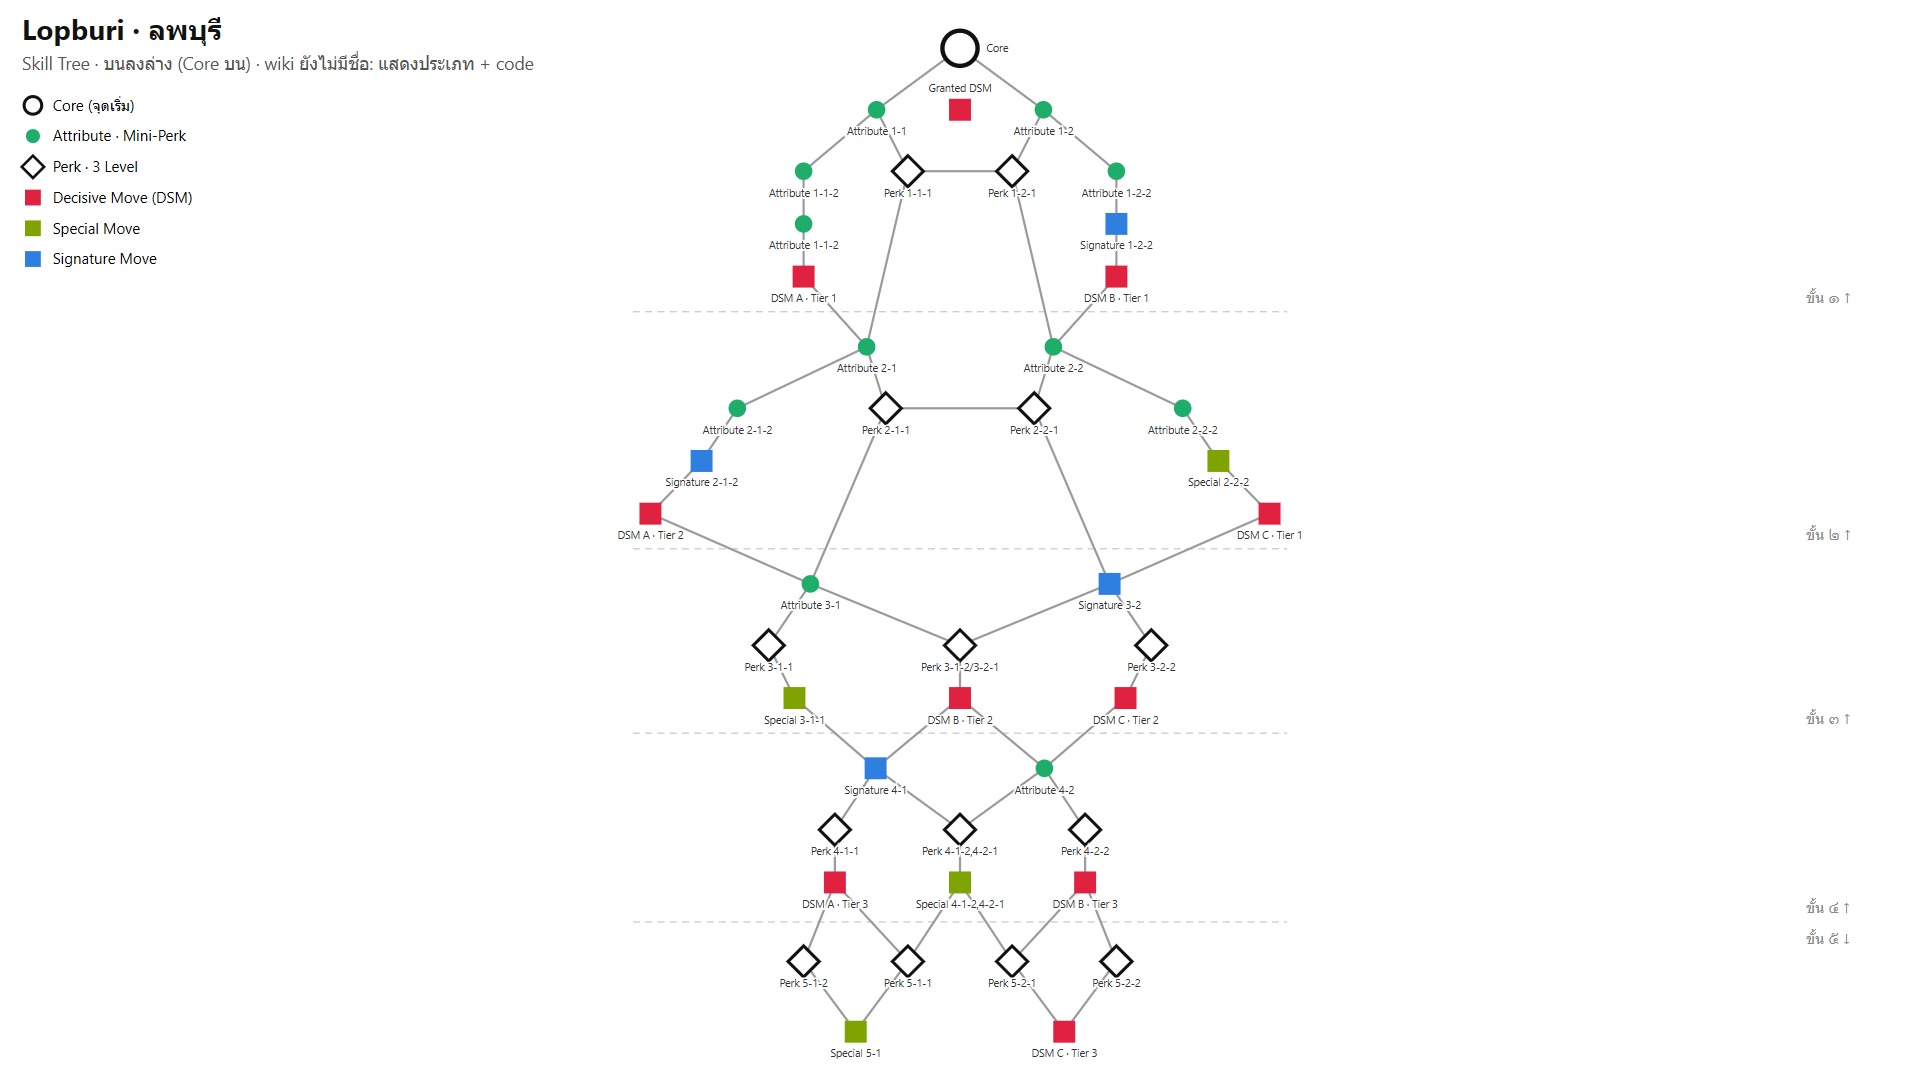 Lopburi · ลพบุรี
Skill Tree · บนลงล่าง (Core บน) · wiki ยังไม่มีชื่อ: แสดงประเภท + code
Core (จุดเริ่ม)
Attribute · Mini-Perk
Perk · 3 Level
Decisive Move (DSM)
Special Move
Signature Move
Core
Granted DSM
Attribute 1-1
Attribute 1-2
Attribute 1-1-2
Perk 1-1-1
Perk 1-2-1
Attribute 1-2-2
Attribute 1-1-2
Signature 1-2-2
DSM A · Tier 1
DSM B · Tier 1
ขั้น ๑ ↑
Attribute 2-1
Attribute 2-2
Attribute 2-1-2
Perk 2-1-1
Perk 2-2-1
Attribute 2-2-2
Signature 2-1-2
Special 2-2-2
DSM A · Tier 2
DSM C · Tier 1
ขั้น ๒ ↑
Attribute 3-1
Signature 3-2
Perk 3-1-1
Perk 3-1-2/3-2-1
Perk 3-2-2
Special 3-1-1
DSM B · Tier 2
DSM C · Tier 2
ขั้น ๓ ↑
Signature 4-1
Attribute 4-2
Perk 4-1-1
Perk 4-1-2,4-2-1
Perk 4-2-2
DSM A · Tier 3
Special 4-1-2,4-2-1
DSM B · Tier 3
ขั้น ๔ ↑
ขั้น ๕ ↓
Perk 5-1-2
Perk 5-1-1
Perk 5-2-1
Perk 5-2-2
Special 5-1
DSM C · Tier 3